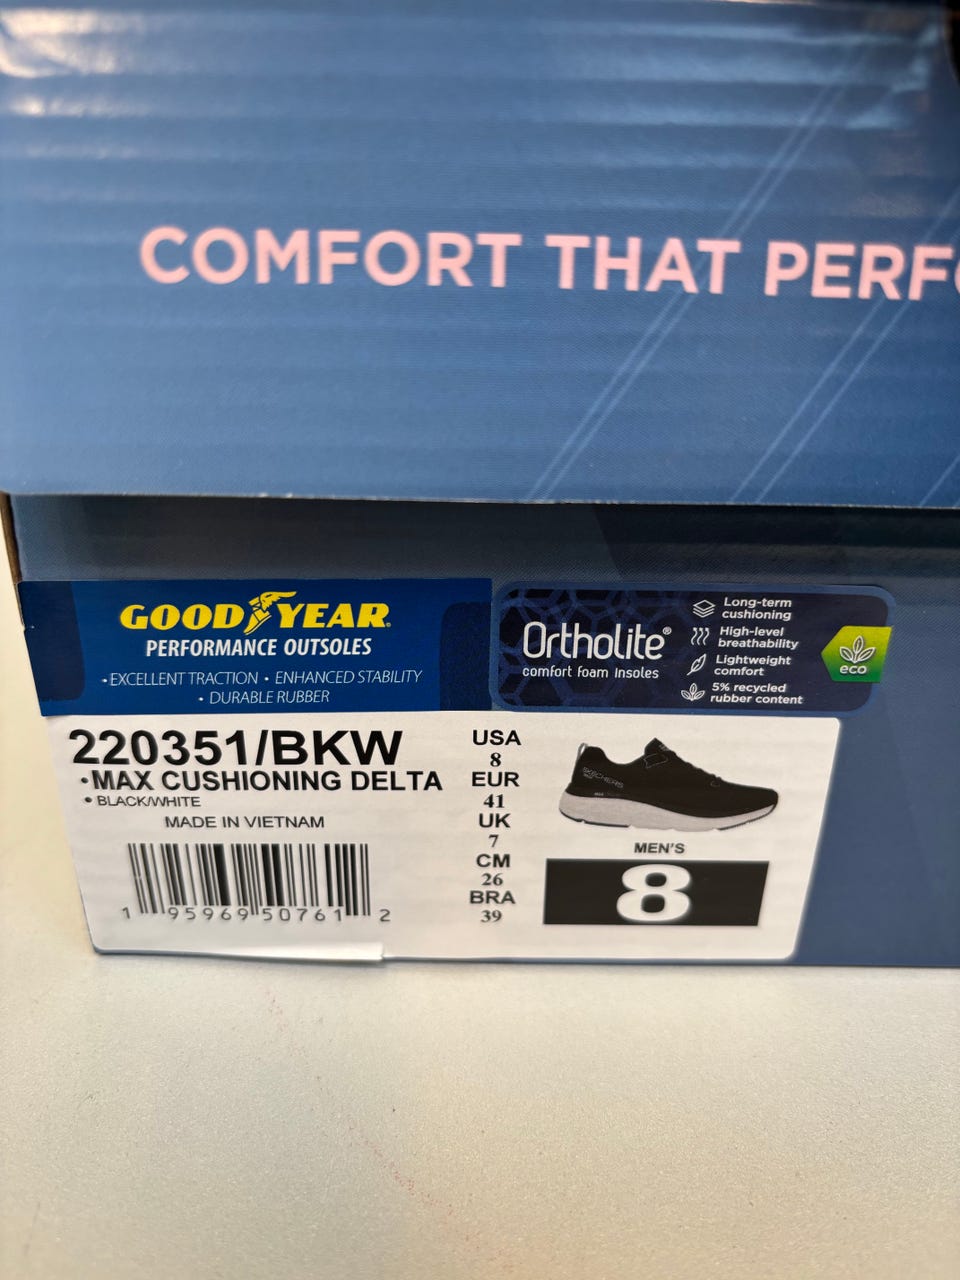 COMFORT THAT PERF
GOODYEAR
PERFORMANCE OUTSOLES
• EXCELLENT TRACTION • ENHANCED STABILITY
• DURABLE RUBBER
Ortholite®
comfort foam insoles
Long-term
cushioning
High-level
breathability
Lightweight
comfort
5% recycled
rubber content
eco
220351/BKW
• MAX CUSHIONING DELTA
• BLACK/WHITE
MADE IN VIETNAM
1 95969 50761 2
USA
8
EUR
41
UK
7
CM
26
BRA
39
SKECHERS
MEN'S
8